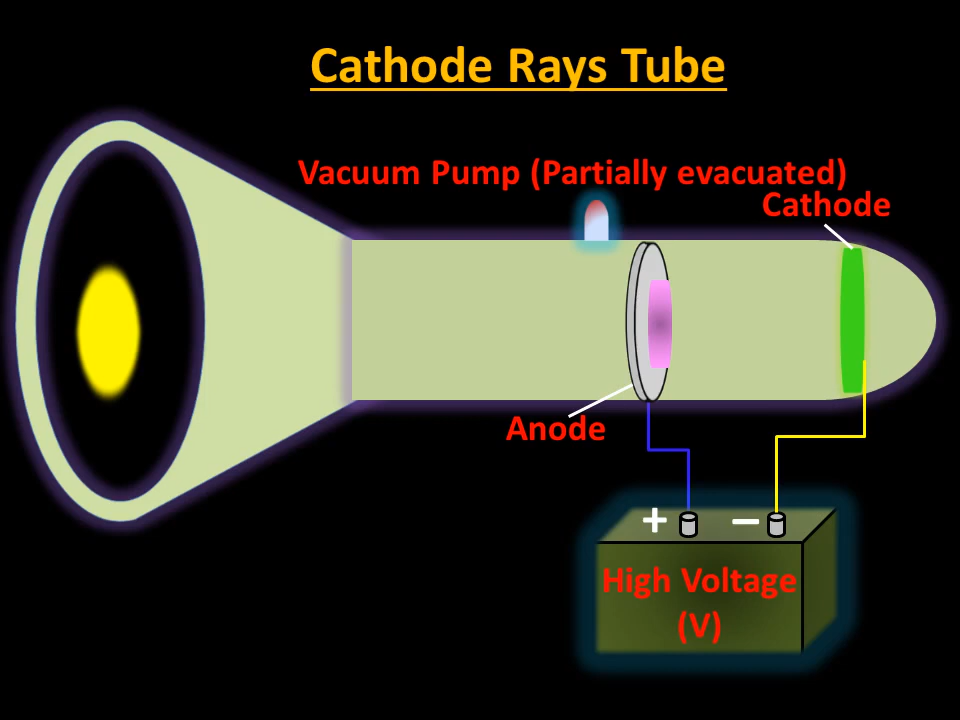 Cathode Rays Tube
Vacuum Pump (Partially evacuated)
Cathode
Anode
+ –
High Voltage
(V)